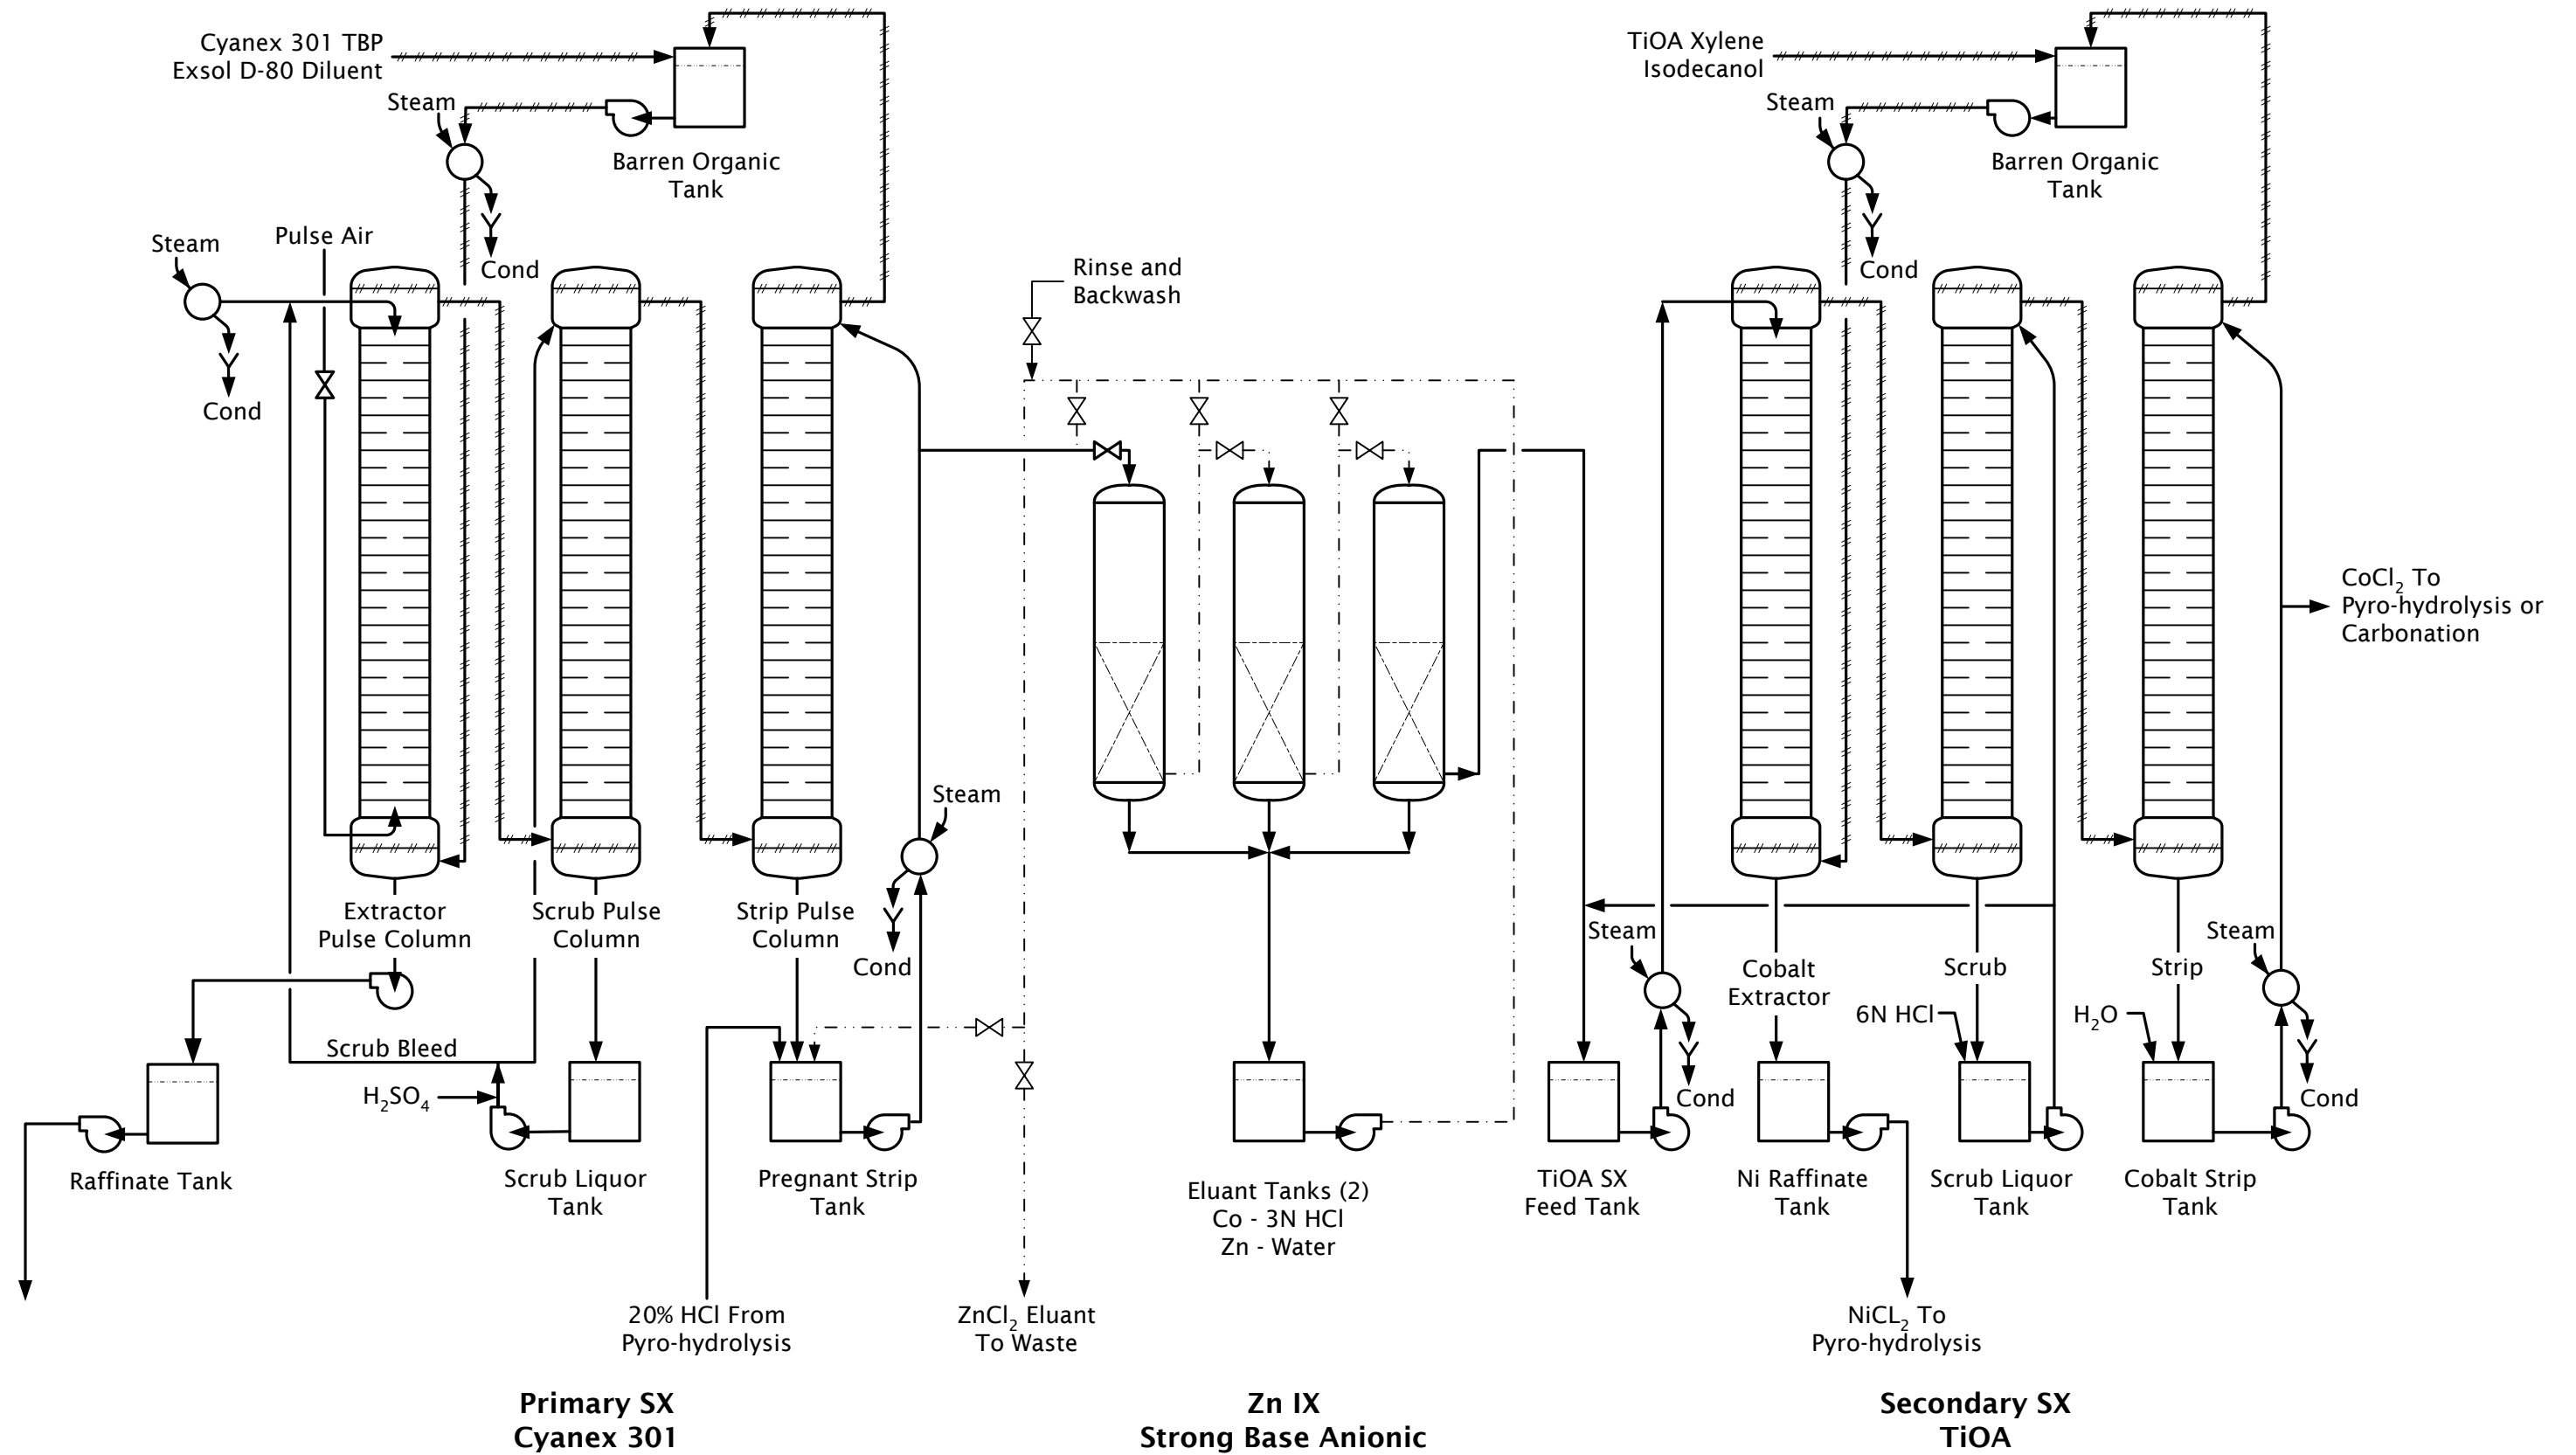 Cyanex 301 TBP
Exsol D-80 Diluent
Steam
Barren Organic
Tank
Cond
Steam
Cond
Pulse Air
Extractor
Pulse Column
Scrub Pulse
Column
Strip Pulse
Column
Steam
Cond
Scrub Bleed
H₂SO₄
Raffinate Tank
Scrub Liquor
Tank
Pregnant Strip
Tank
20% HCl From
Pyro-hydrolysis
Rinse and
Backwash
ZnCl₂ Eluant
To Waste
Eluant Tanks (2)
Co - 3N HCl
Zn - Water
TiOA Xylene
Isodecanol
Steam
Barren Organic
Tank
Cond
CoCl₂ To
Pyro-hydrolysis or
Carbonation
Steam
Cond
Cobalt
Extractor
Scrub
Strip
Steam
Cond
6N HCl
H₂O
TiOA SX
Feed Tank
Ni Raffinate
Tank
Scrub Liquor
Tank
Cobalt Strip
Tank
NiCL₂ To
Pyro-hydrolysis
Primary SX
Cyanex 301
Zn IX
Strong Base Anionic
Secondary SX
TiOA